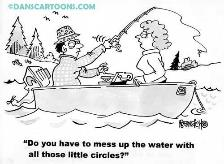 ©DANSCARTOONS.COM
"Do you have to mess up the water with
all those little circles?"